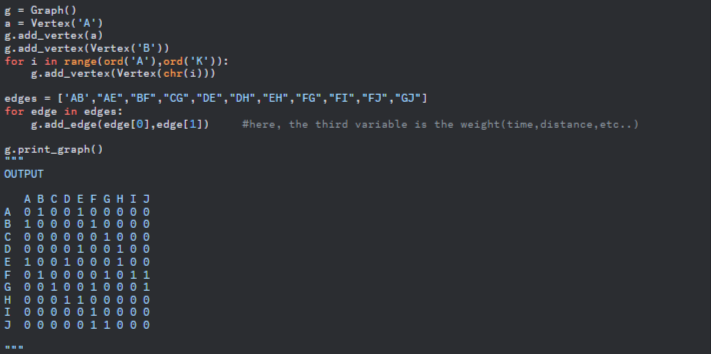 g = Graph()
a = Vertex('A')
g.add_vertex(a)
g.add_vertex(Vertex('B'))
for i in range(ord('A'),ord('K')):
    g.add_vertex(Vertex(chr(i)))

edges = ['AB',"AE","BF","CG","DE","DH","EH","FG","FI","FJ","GJ"]
for edge in edges:
    g.add_edge(edge[0],edge[1])     #here, the third variable is the weight(time,distance,etc..)

g.print_graph()
"""
OUTPUT

   A B C D E F G H I J
A  0 1 0 0 1 0 0 0 0 0
B  1 0 0 0 0 1 0 0 0 0
C  0 0 0 0 0 0 1 0 0 0
D  0 0 0 0 1 0 0 1 0 0
E  1 0 0 1 0 0 0 1 0 0
F  0 1 0 0 0 0 1 0 1 1
G  0 0 1 0 0 1 0 0 0 1
H  0 0 0 1 1 0 0 0 0 0
I  0 0 0 0 0 1 0 0 0 0
J  0 0 0 0 0 1 1 0 0 0

"""